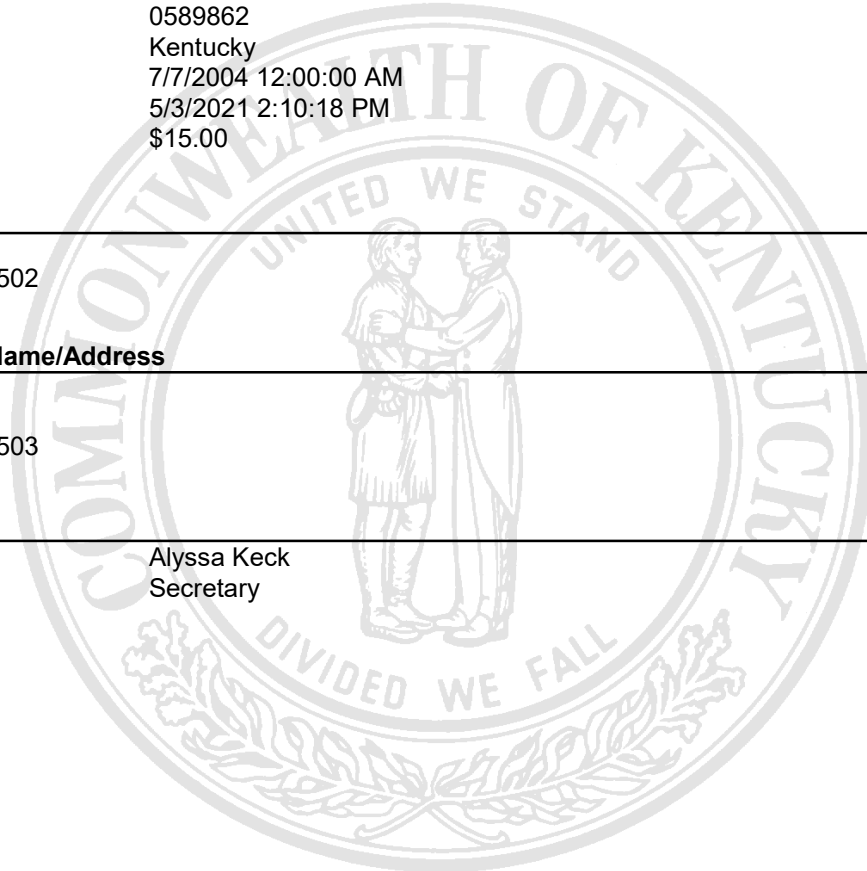 0589862
Kentucky
7/7/2004 12:00:00 AM
5/3/2021 2:10:18 PM
$15.00
COMMONWEALTH OF KENTUCKY
UNITED WE STAND
502
Name/Address
503
Alyssa Keck
Secretary
DIVIDED WE FALL